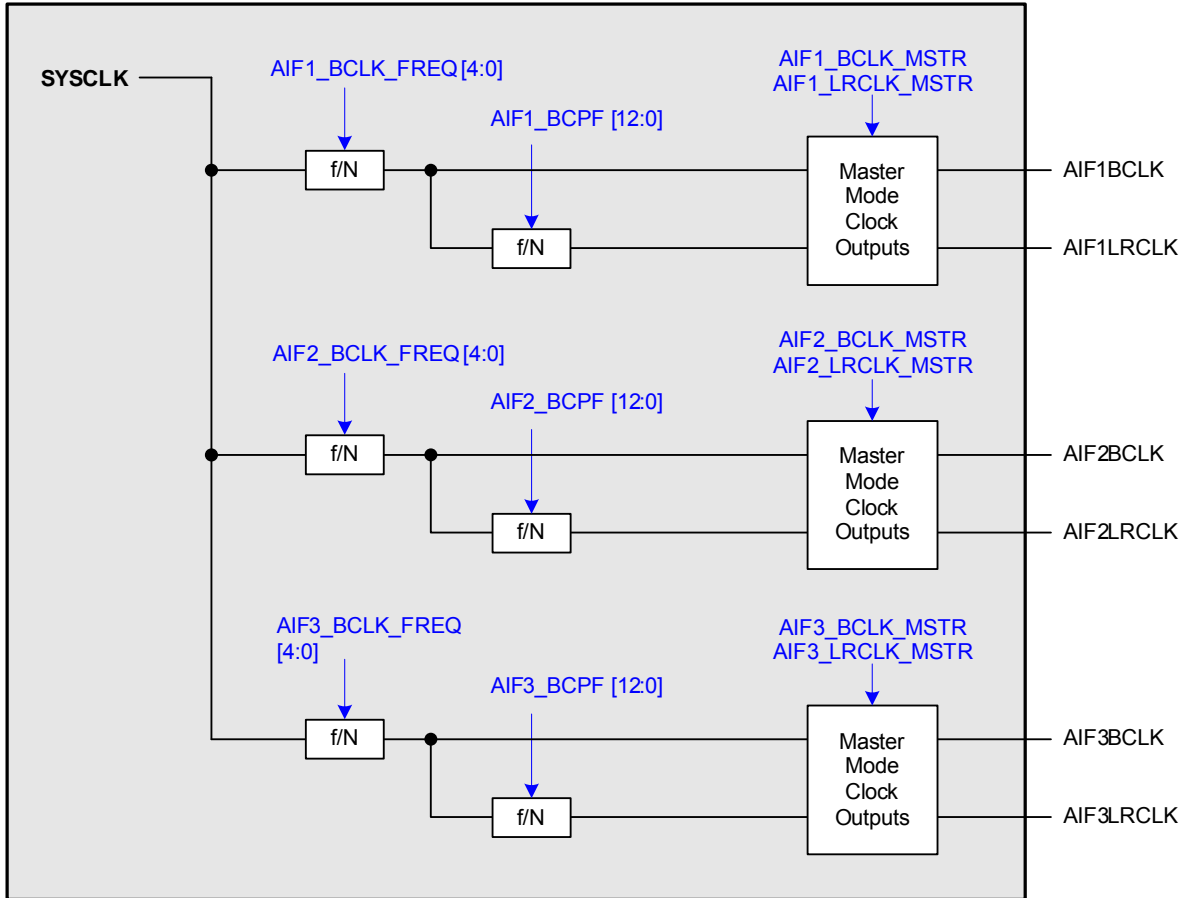 SYSCLK
AIF1_BCLK_FREQ [4:0]
AIF1_BCPF [12:0]
AIF1_BCLK_MSTR
AIF1_LRCLK_MSTR
f/N
f/N
Master
Mode
Clock
Outputs
AIF1BCLK
AIF1LRCLK
AIF2_BCLK_FREQ [4:0]
AIF2_BCPF [12:0]
AIF2_BCLK_MSTR
AIF2_LRCLK_MSTR
f/N
f/N
Master
Mode
Clock
Outputs
AIF2BCLK
AIF2LRCLK
AIF3_BCLK_FREQ
[4:0]
AIF3_BCPF [12:0]
AIF3_BCLK_MSTR
AIF3_LRCLK_MSTR
f/N
f/N
Master
Mode
Clock
Outputs
AIF3BCLK
AIF3LRCLK